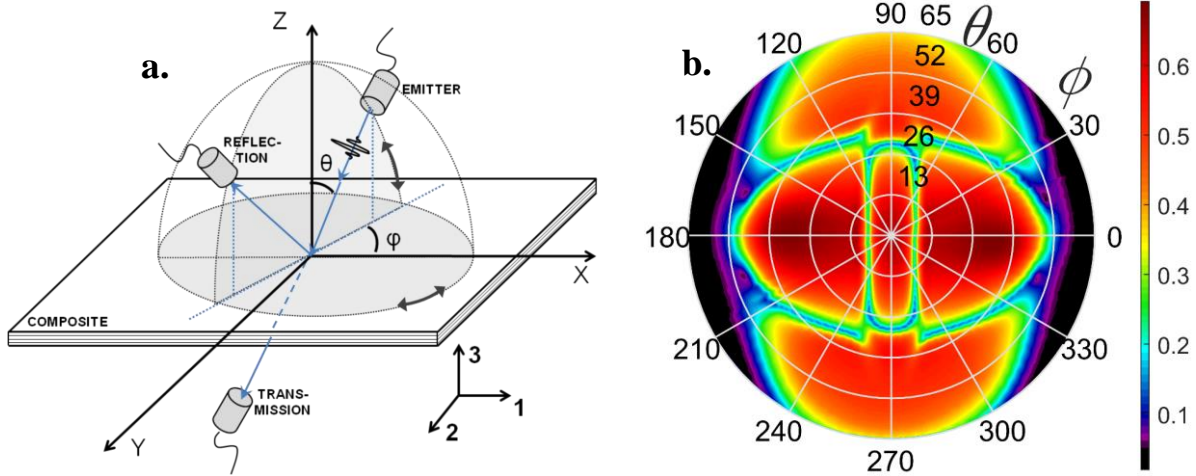 a.
Z
EMITTER
REFLEC-
TION
θ
φ
X
COMPOSITE
3
1
2
TRANS-
MISSION
Y
b.
90
65
θ
120
60
52
ϕ
39
150
30
26
13
180
0
210
330
240
300
270
0.6
0.5
0.4
0.3
0.2
0.1